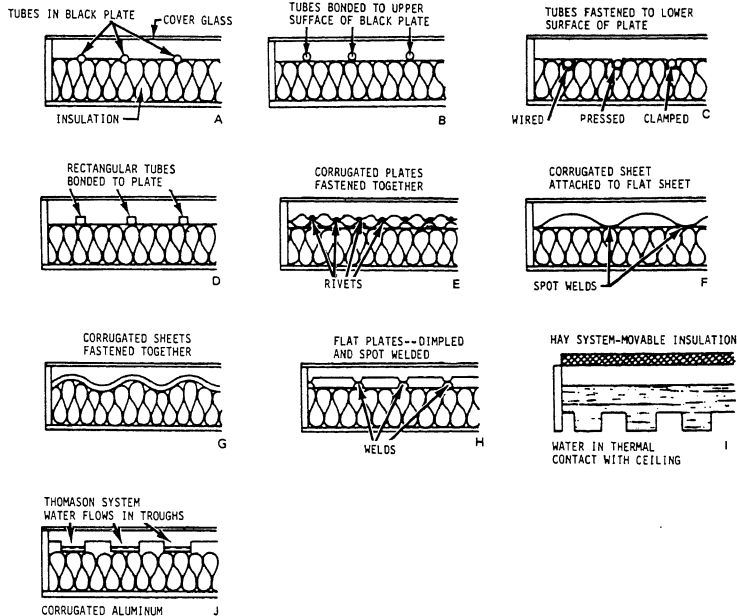 TUBES IN BLACK PLATE
COVER GLASS
INSULATION
A
TUBES BONDED TO UPPER
SURFACE OF BLACK PLATE
B
TUBES FASTENED TO LOWER
SURFACE OF PLATE
WIRED
PRESSED
CLAMPED
C
RECTANGULAR TUBES
BONDED TO PLATE
D
CORRUGATED PLATES
FASTENED TOGETHER
RIVETS
E
CORRUGATED SHEET
ATTACHED TO FLAT SHEET
SPOT WELDS
F
CORRUGATED SHEETS
FASTENED TOGETHER
G
FLAT PLATES--DIMPLED
AND SPOT WELDED
WELDS
H
HAY SYSTEM-MOVABLE INSULATION
WATER IN THERMAL
CONTACT WITH CEILING
I
THOMASON SYSTEM
WATER FLOWS IN TROUGHS
CORRUGATED ALUMINUM
J